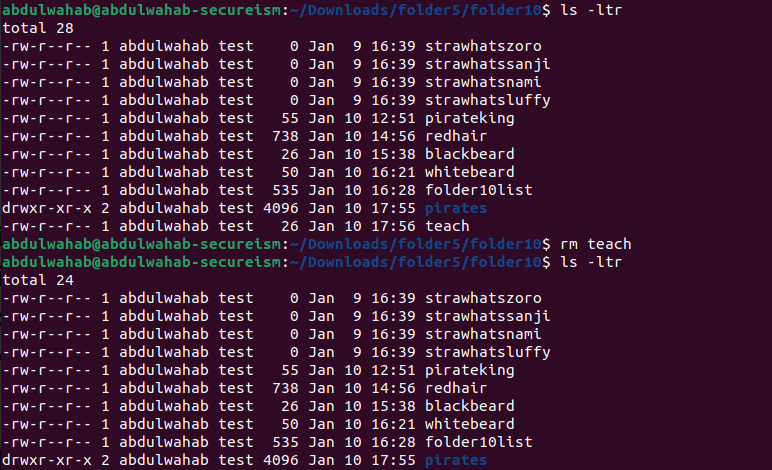 abdulwahab@abdulwahab-secureism:~/Downloads/folder5/folder10$ ls -ltr
total 28
-rw-r--r-- 1 abdulwahab test    0 Jan  9 16:39 strawhatszoro
-rw-r--r-- 1 abdulwahab test    0 Jan  9 16:39 strawhatssanji
-rw-r--r-- 1 abdulwahab test    0 Jan  9 16:39 strawhatsnami
-rw-r--r-- 1 abdulwahab test    0 Jan  9 16:39 strawhatsluffy
-rw-r--r-- 1 abdulwahab test   55 Jan 10 12:51 pirateking
-rw-r--r-- 1 abdulwahab test  738 Jan 10 14:56 redhair
-rw-r--r-- 1 abdulwahab test   26 Jan 10 15:38 blackbeard
-rw-r--r-- 1 abdulwahab test   50 Jan 10 16:21 whitebeard
-rw-r--r-- 1 abdulwahab test  535 Jan 10 16:28 folder10list
drwxr-xr-x 2 abdulwahab test 4096 Jan 10 17:55 pirates
-rw-r--r-- 1 abdulwahab test   26 Jan 10 17:56 teach
abdulwahab@abdulwahab-secureism:~/Downloads/folder5/folder10$ rm teach
abdulwahab@abdulwahab-secureism:~/Downloads/folder5/folder10$ ls -ltr
total 24
-rw-r--r-- 1 abdulwahab test    0 Jan  9 16:39 strawhatszoro
-rw-r--r-- 1 abdulwahab test    0 Jan  9 16:39 strawhatssanji
-rw-r--r-- 1 abdulwahab test    0 Jan  9 16:39 strawhatsnami
-rw-r--r-- 1 abdulwahab test    0 Jan  9 16:39 strawhatsluffy
-rw-r--r-- 1 abdulwahab test   55 Jan 10 12:51 pirateking
-rw-r--r-- 1 abdulwahab test  738 Jan 10 14:56 redhair
-rw-r--r-- 1 abdulwahab test   26 Jan 10 15:38 blackbeard
-rw-r--r-- 1 abdulwahab test   50 Jan 10 16:21 whitebeard
-rw-r--r-- 1 abdulwahab test  535 Jan 10 16:28 folder10list
drwxr-xr-x 2 abdulwahab test 4096 Jan 10 17:55 pirates